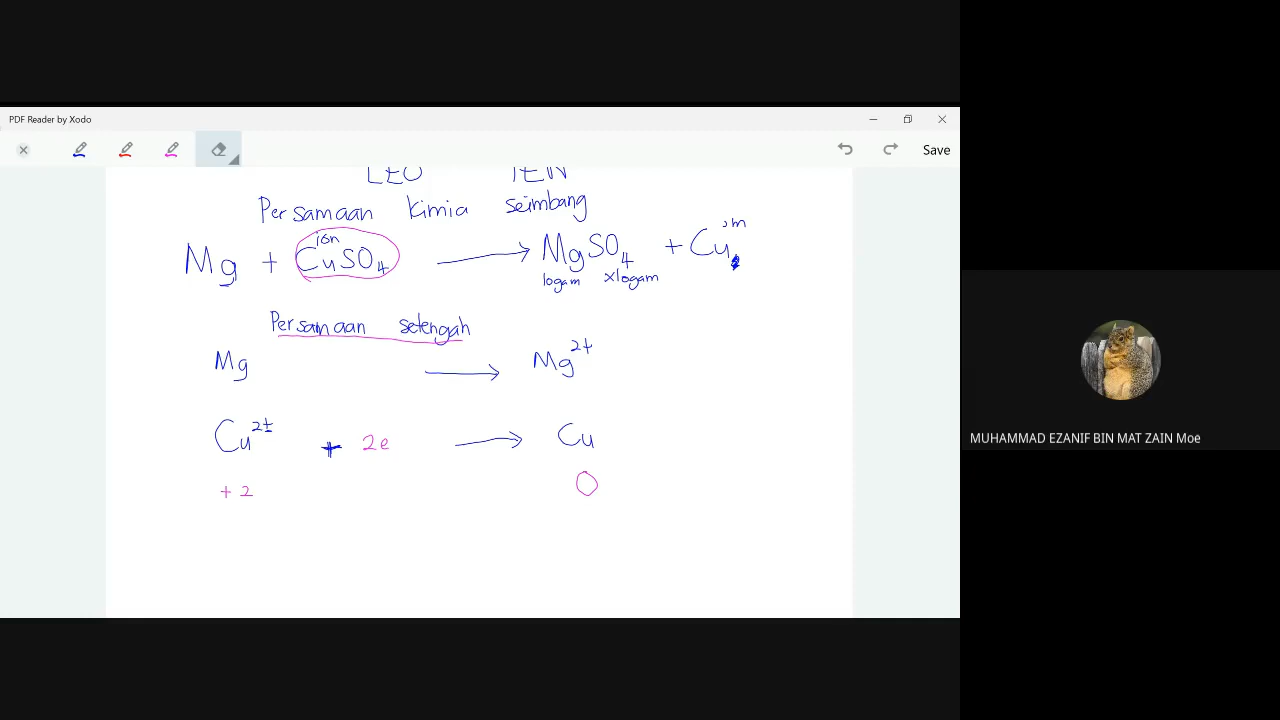 PDF Reader by Xodo
Save
LEO IEN
Persamaan kimia seimbang
ion
Mg + CuSO4 → MgSO4 + Cu
logam xlogam
Persamaan setengah
Mg → Mg2+
Cu2+ + 2e → Cu
+2 0
MUHAMMAD EZANIF BIN MAT ZAIN Moe